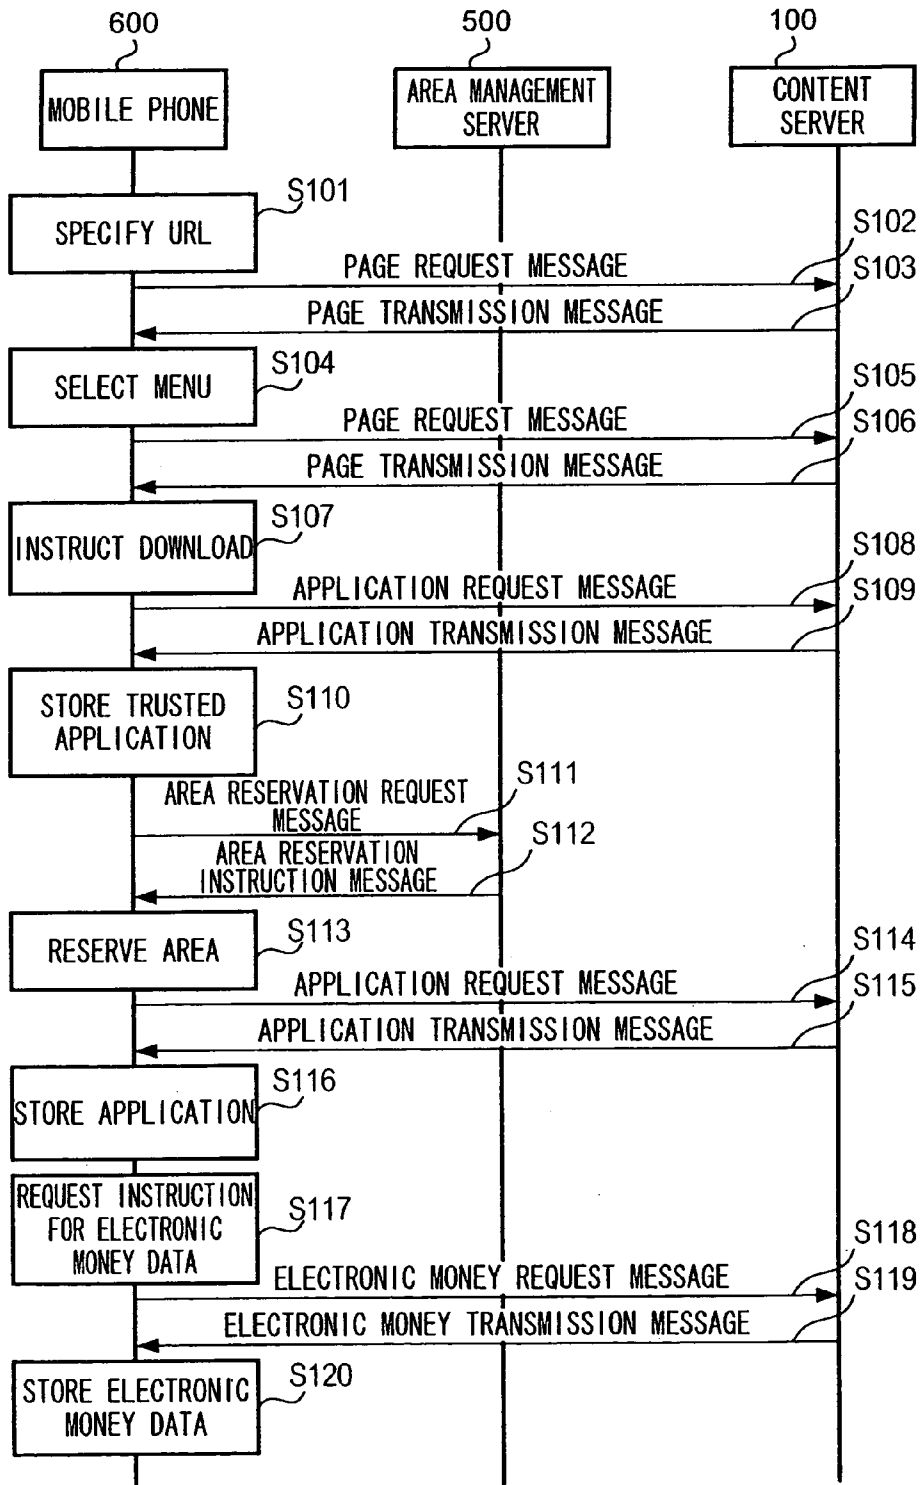 600
500
100
MOBILE PHONE
AREA MANAGEMENT
SERVER
CONTENT
SERVER
S101
SPECIFY URL
S102
PAGE REQUEST MESSAGE
S103
PAGE TRANSMISSION MESSAGE
S104
SELECT MENU
S105
PAGE REQUEST MESSAGE
S106
PAGE TRANSMISSION MESSAGE
S107
INSTRUCT DOWNLOAD
S108
APPLICATION REQUEST MESSAGE
S109
APPLICATION TRANSMISSION MESSAGE
S110
STORE TRUSTED
APPLICATION
S111
AREA RESERVATION REQUEST
MESSAGE
S112
AREA RESERVATION
INSTRUCTION MESSAGE
S113
RESERVE AREA
S114
APPLICATION REQUEST MESSAGE
S115
APPLICATION TRANSMISSION MESSAGE
S116
STORE APPLICATION
REQUEST INSTRUCTION
FOR ELECTRONIC
MONEY DATA
S117
S118
ELECTRONIC MONEY REQUEST MESSAGE
S119
ELECTRONIC MONEY TRANSMISSION MESSAGE
S120
STORE ELECTRONIC
MONEY DATA